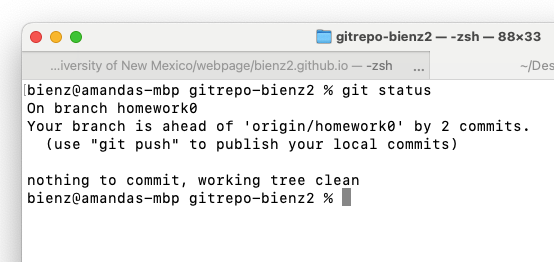 gitrepo-bienz2 — -zsh — 88×33
...iversity of New Mexico/webpage/bienz2.github.io — -zsh ... ~/Des
[bienz@amandas-mbp gitrepo-bienz2 % git status
On branch homework0
Your branch is ahead of 'origin/homework0' by 2 commits.
  (use "git push" to publish your local commits)
nothing to commit, working tree clean
bienz@amandas-mbp gitrepo-bienz2 %